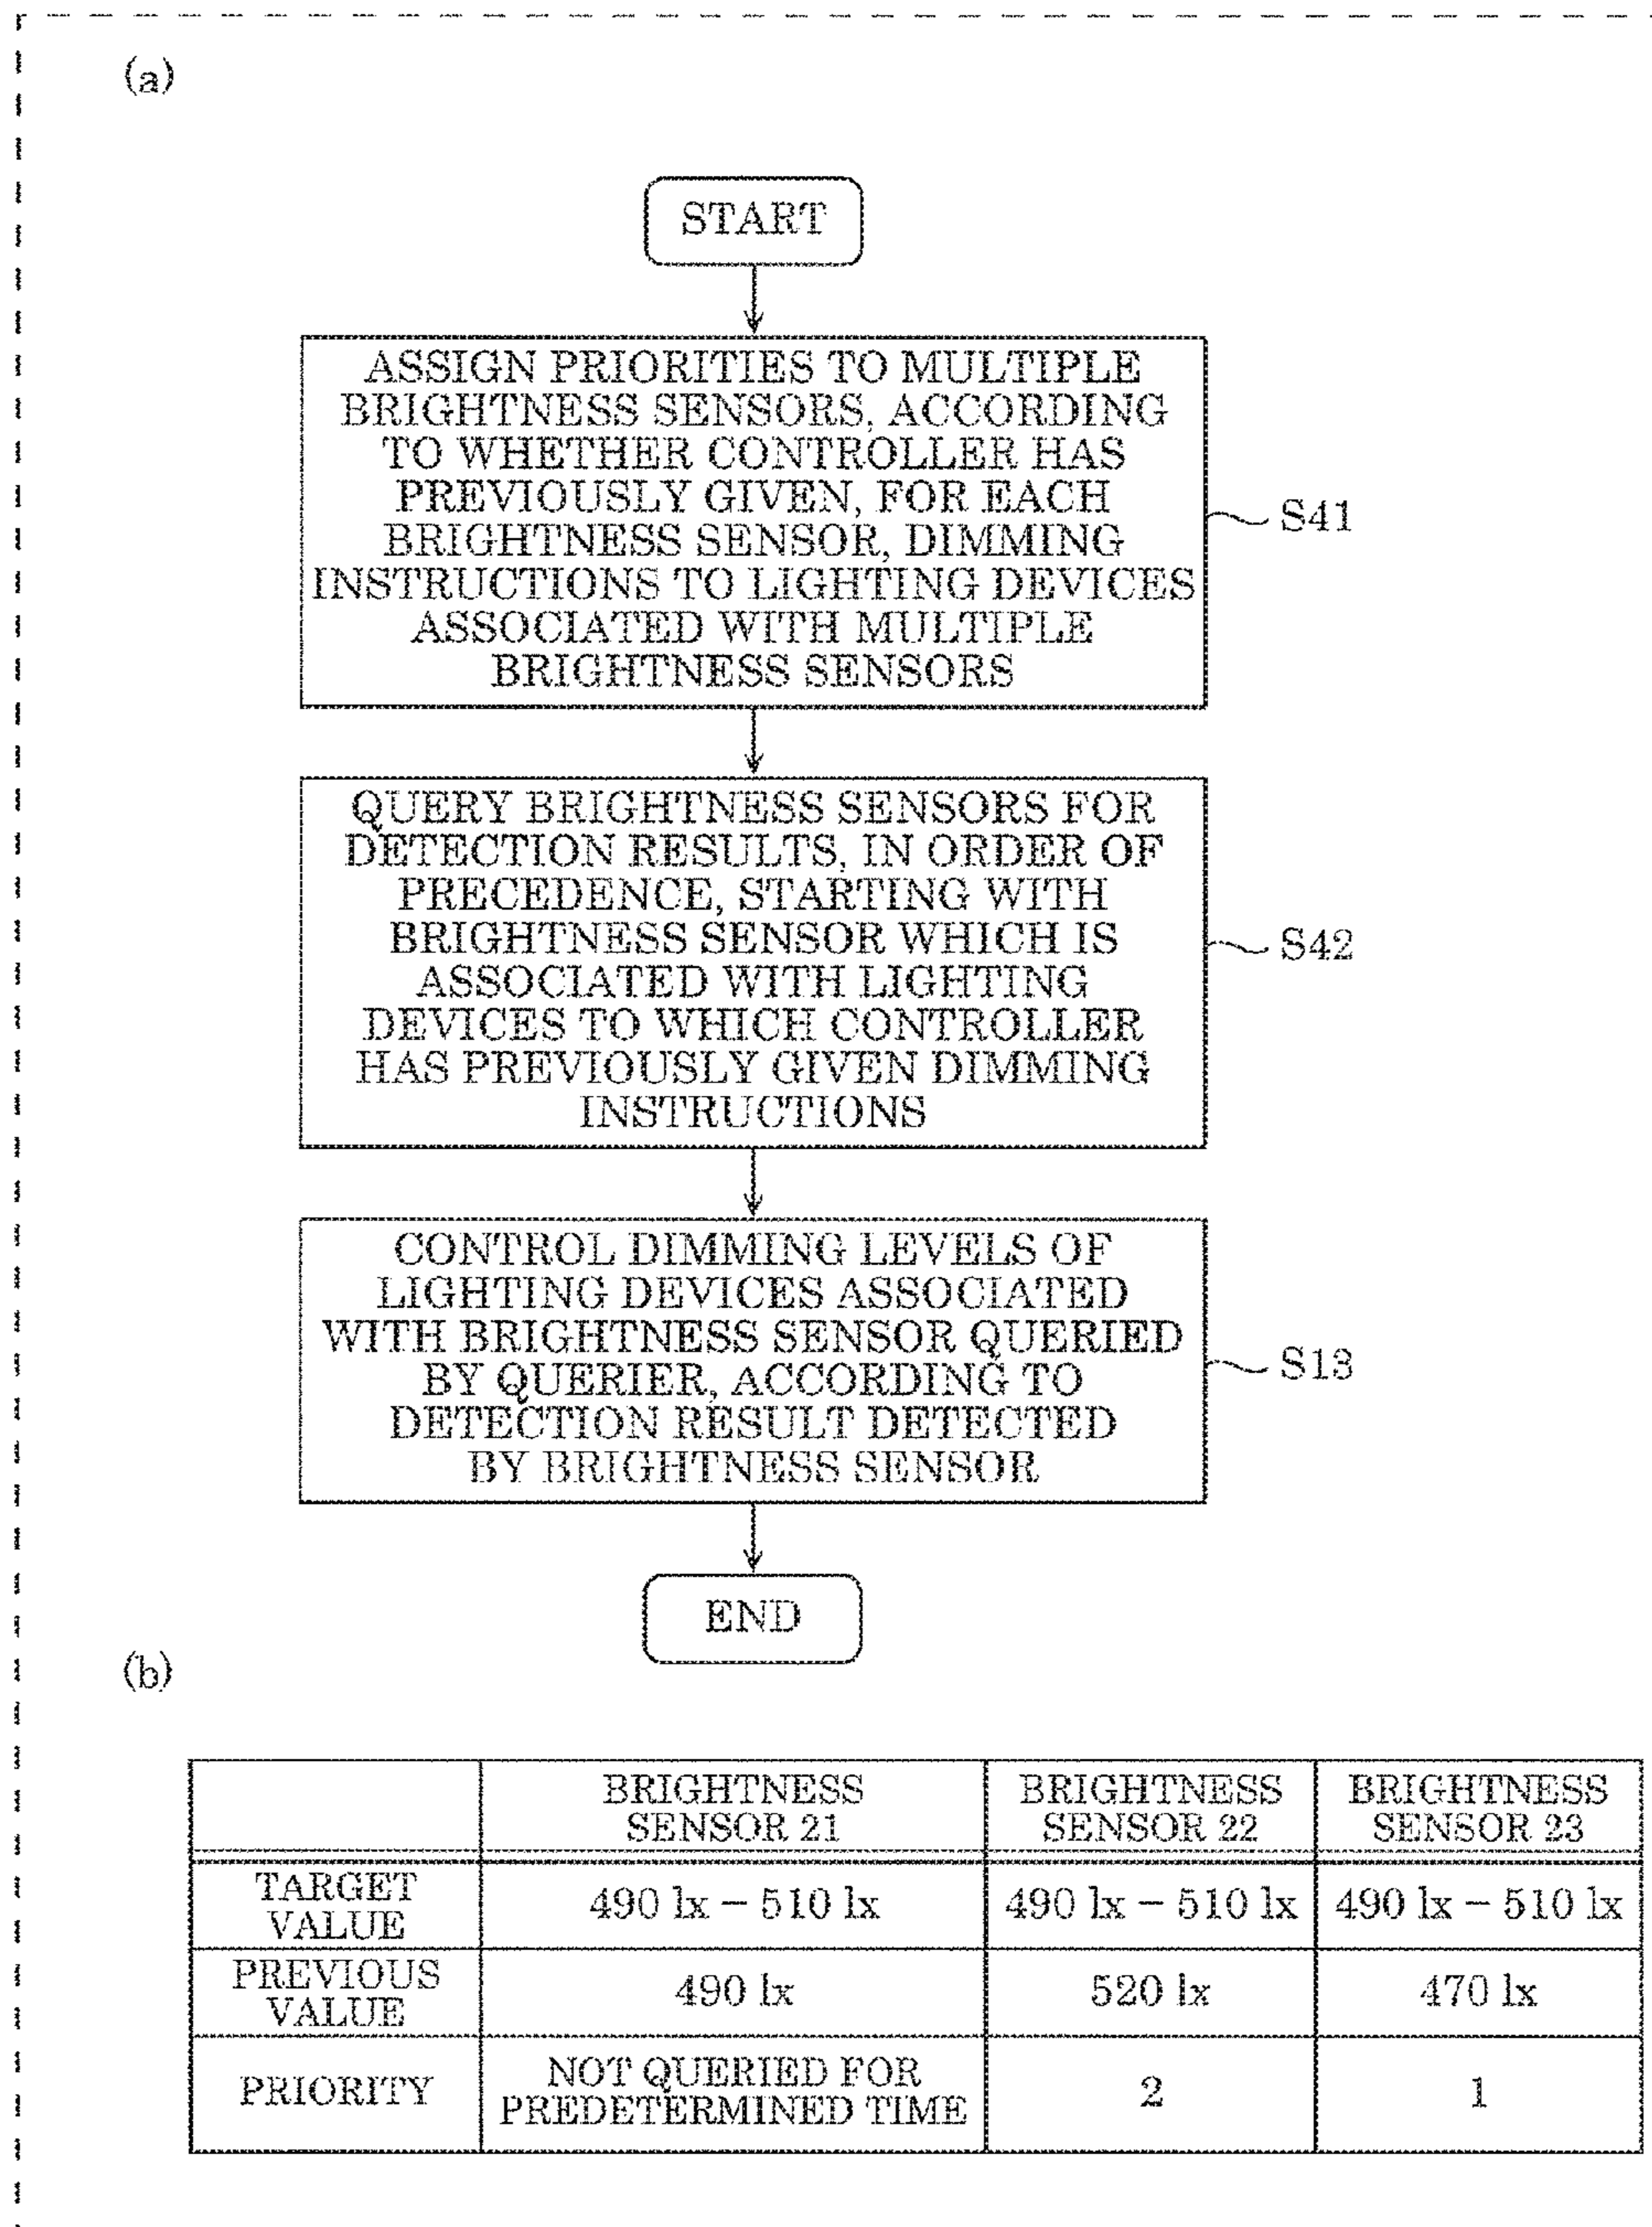 (a)
START
ASSIGN PRIORITIES TO MULTIPLE
BRIGHTNESS SENSORS, ACCORDING
TO WHETHER CONTROLLER HAS
PREVIOUSLY GIVEN, FOR EACH
BRIGHTNESS SENSOR, DIMMING
INSTRUCTIONS TO LIGHTING DEVICES
ASSOCIATED WITH MULTIPLE
BRIGHTNESS SENSORS
S41
QUERY BRIGHTNESS SENSORS FOR
DETECTION RESULTS, IN ORDER OF
PRECEDENCE, STARTING WITH
BRIGHTNESS SENSOR WHICH IS
ASSOCIATED WITH LIGHTING
DEVICES TO WHICH CONTROLLER
HAS PREVIOUSLY GIVEN DIMMING
INSTRUCTIONS
S42
CONTROL DIMMING LEVELS OF
LIGHTING DEVICES ASSOCIATED
WITH BRIGHTNESS SENSOR QUERIED
BY QUERIER, ACCORDING TO
DETECTION RESULT DETECTED
BY BRIGHTNESS SENSOR
S13
END
(b)
BRIGHTNESS
SENSOR 21
BRIGHTNESS
SENSOR 22
BRIGHTNESS
SENSOR 23
TARGET
VALUE
490 lx – 510 lx
490 lx – 510 lx
490 lx – 510 lx
PREVIOUS
VALUE
490 lx
520 lx
470 lx
PRIORITY
NOT QUERIED FOR
PREDETERMINED TIME
2
1